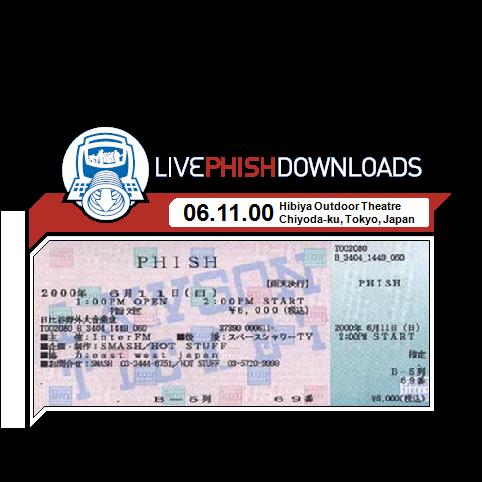 LIVEPHISHDOWNLOADS
06.11.00
Hibiya Outdoor Theatre
Chiyoda-ku, Tokyo, Japan
PHISH
[雨天決行]
2000年 6月11日(日)
1:00PM OPEN 2:00PM START
指定区 ¥6,000(税込)
日比谷野外大音楽堂
T002080 B_3404_1449_060 37390 000611-
■主 催:InterFM ■後 援:スペースシャワーTV
■企画・制作:SMASH/HOT STUFF
■協 力:east west japan
■お問合せ:SMASH 03-3444-6751/HOT STUFF 03-5720-9999
B-5列 69番
T002080
B_3404_1449_060
PHISH
2000年 6月11日(日)
2:00PM START
指定
B-5列
69番
¥6,000(税込)